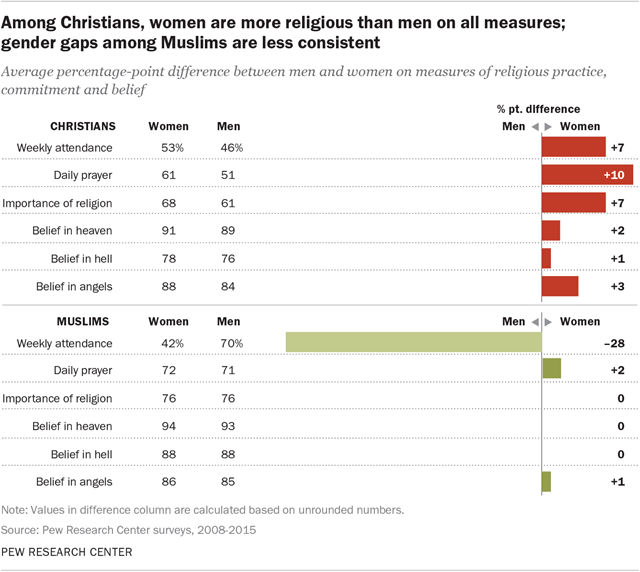 Among Christians, women are more religious than men on all measures;
gender gaps among Muslims are less consistent
Average percentage-point difference between men and women on measures of religious practice,
commitment and belief
% pt. difference
CHRISTIANS Women Men Men Women
Weekly attendance 53% 46% +7
Daily prayer 61 51 +10
Importance of religion 68 61 +7
Belief in heaven 91 89 +2
Belief in hell 78 76 +1
Belief in angels 88 84 +3
MUSLIMS Women Men Men Women
Weekly attendance 42% 70% –28
Daily prayer 72 71 +2
Importance of religion 76 76 0
Belief in heaven 94 93 0
Belief in hell 88 88 0
Belief in angels 86 85 +1
Note: Values in difference column are calculated based on unrounded numbers.
Source: Pew Research Center surveys, 2008-2015
PEW RESEARCH CENTER